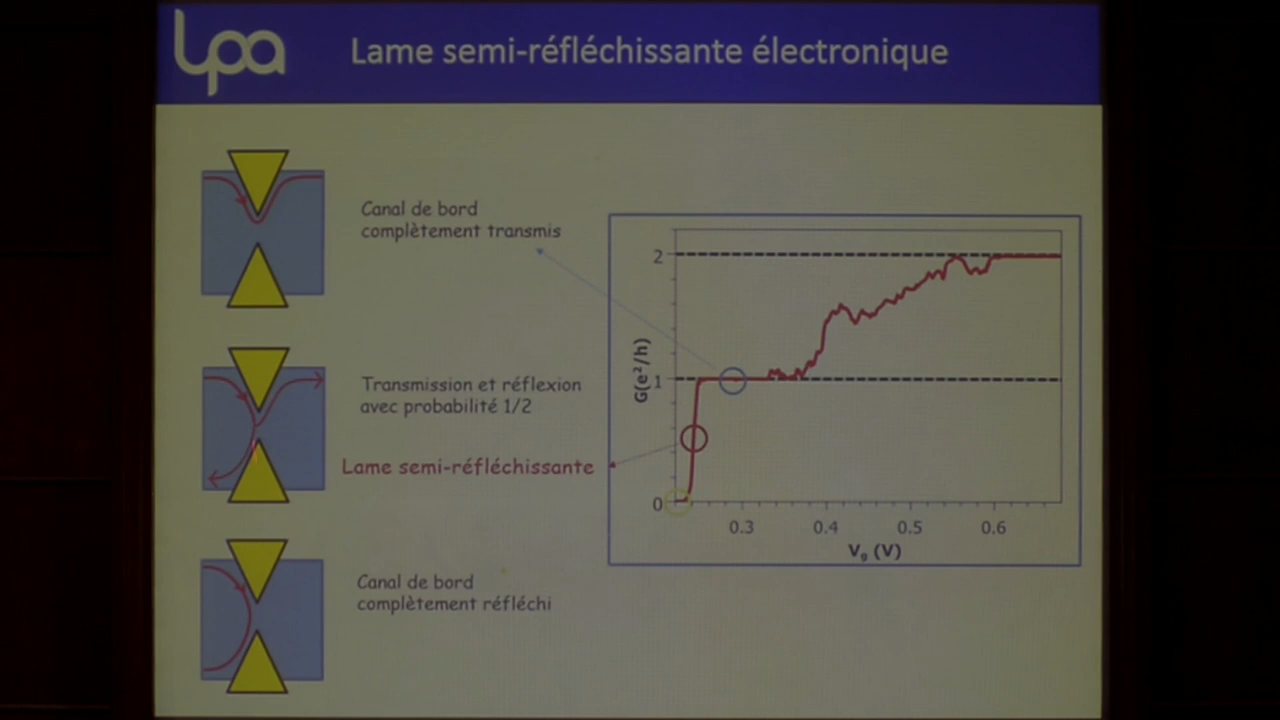 lpa
Lame semi-réfléchissante électronique
Canal de bord
complètement transmis
Transmission et réflexion
avec probabilité 1/2
Lame semi-réfléchissante
Canal de bord
complètement réfléchi
2
1
0
G(e²/h)
0.3 0.4 0.5 0.6
Vg (V)